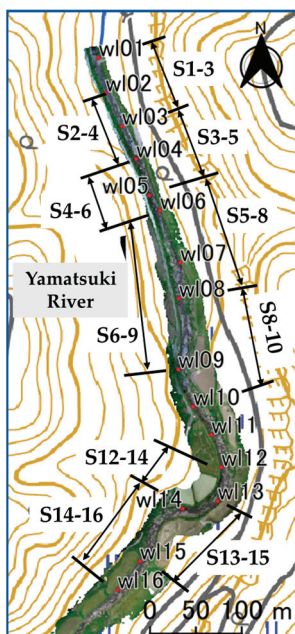 N
wl01
S1-3
wl02
wl03
S2-4
S3-5
wl04
wl05
wl06
S4-6
S5-8
wl07
Yamatsuki
River
wl08
S8-10
S6-9
wl09
wl10
wl11
S12-14
wl12
wl13
wl14
S14-16
S13-15
wl15
wl16
0 50 100 m